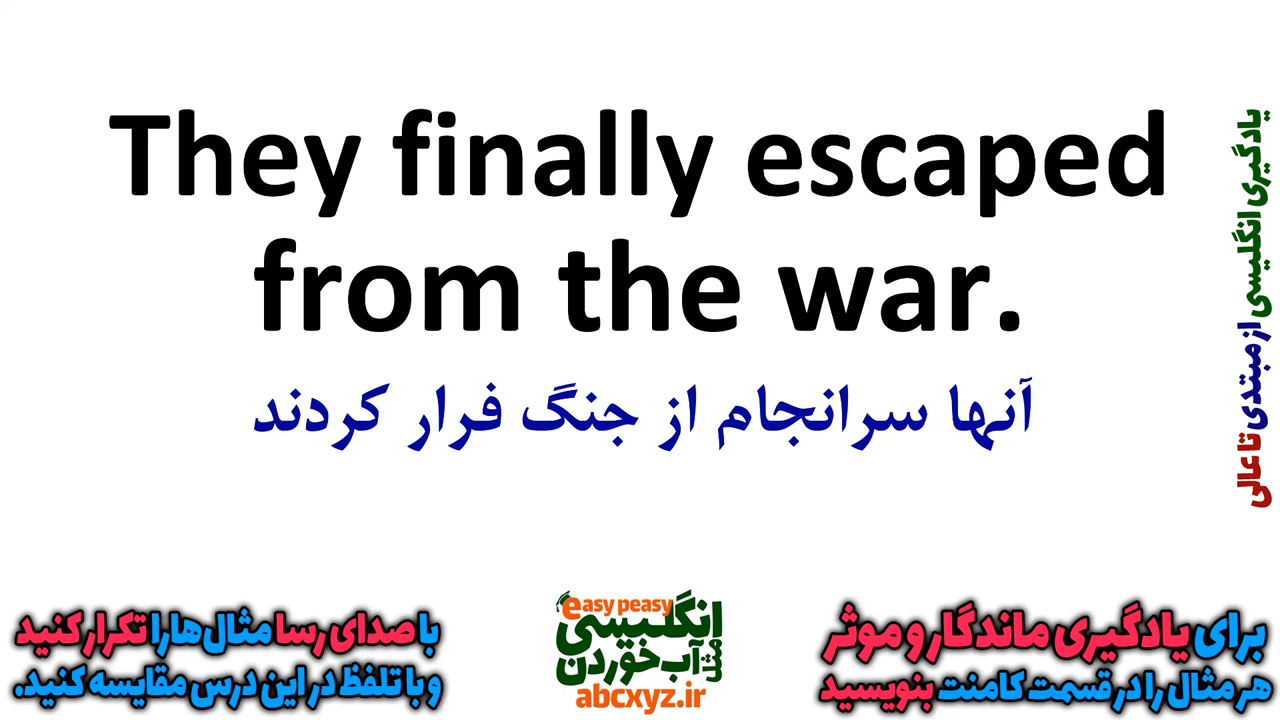 They finally escaped
from the war.
آنها سرانجام از جنگ فرار کردند
یادگیری انگلیسی از مبتدی تا عالی
برای یادگیری ماندگار و موثر
هر مثال را در قسمت کامنت بنویسید
easy peasy
انگلیسی
مثل آب خوردن
abcxyz.ir
با صدای رسا مثال‌ها را تکرار کنید
و با تلفظ در این درس مقایسه کنید.